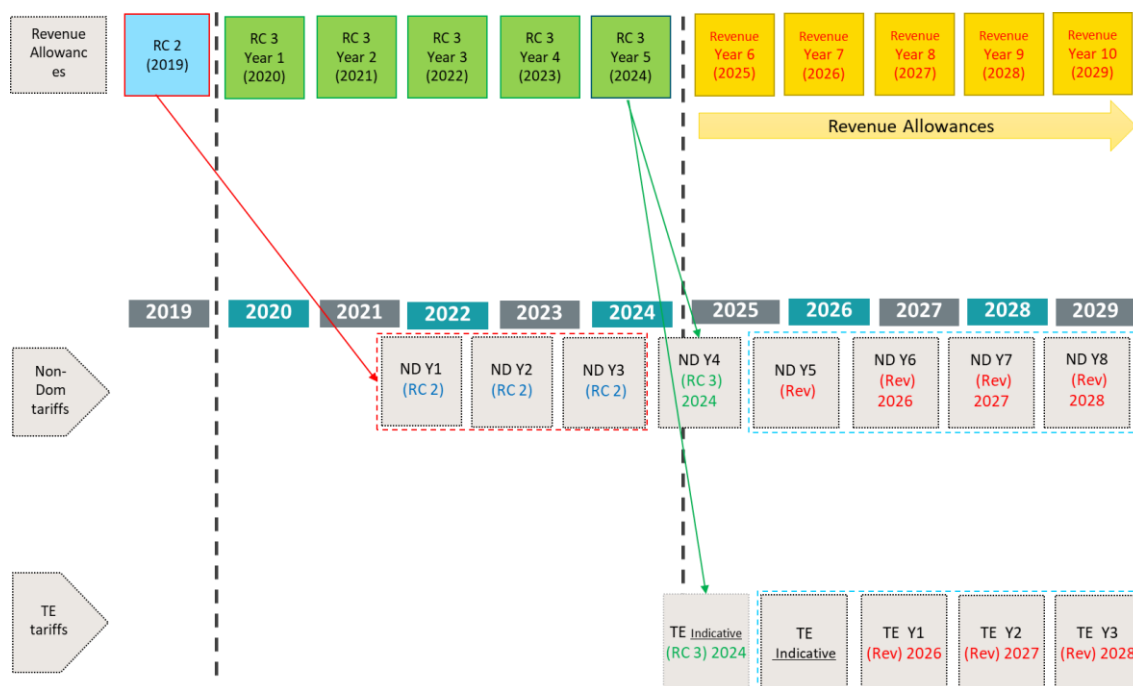 Revenue
Allowanc
es
RC 2
(2019)
RC 3
Year 1
(2020)
RC 3
Year 2
(2021)
RC 3
Year 3
(2022)
RC 3
Year 4
(2023)
RC 3
Year 5
(2024)
Revenue
Year 6
(2025)
Revenue
Year 7
(2026)
Revenue
Year 8
(2027)
Revenue
Year 9
(2028)
Revenue
Year 10
(2029)
Revenue Allowances
2019
2020
2021
2022
2023
2024
2025
2026
2027
2028
2029
Non-
Dom
tariffs
ND Y1
(RC 2)
ND Y2
(RC 2)
ND Y3
(RC 2)
ND Y4
(RC 3)
2024
ND Y5
(Rev)
ND Y6
(Rev)
2026
ND Y7
(Rev)
2027
ND Y8
(Rev)
2028
TE
tariffs
TE Indicative
(RC 3) 2024
TE
Indicative
TE Y1
(Rev) 2026
TE Y2
(Rev) 2027
TE Y3
(Rev) 2028